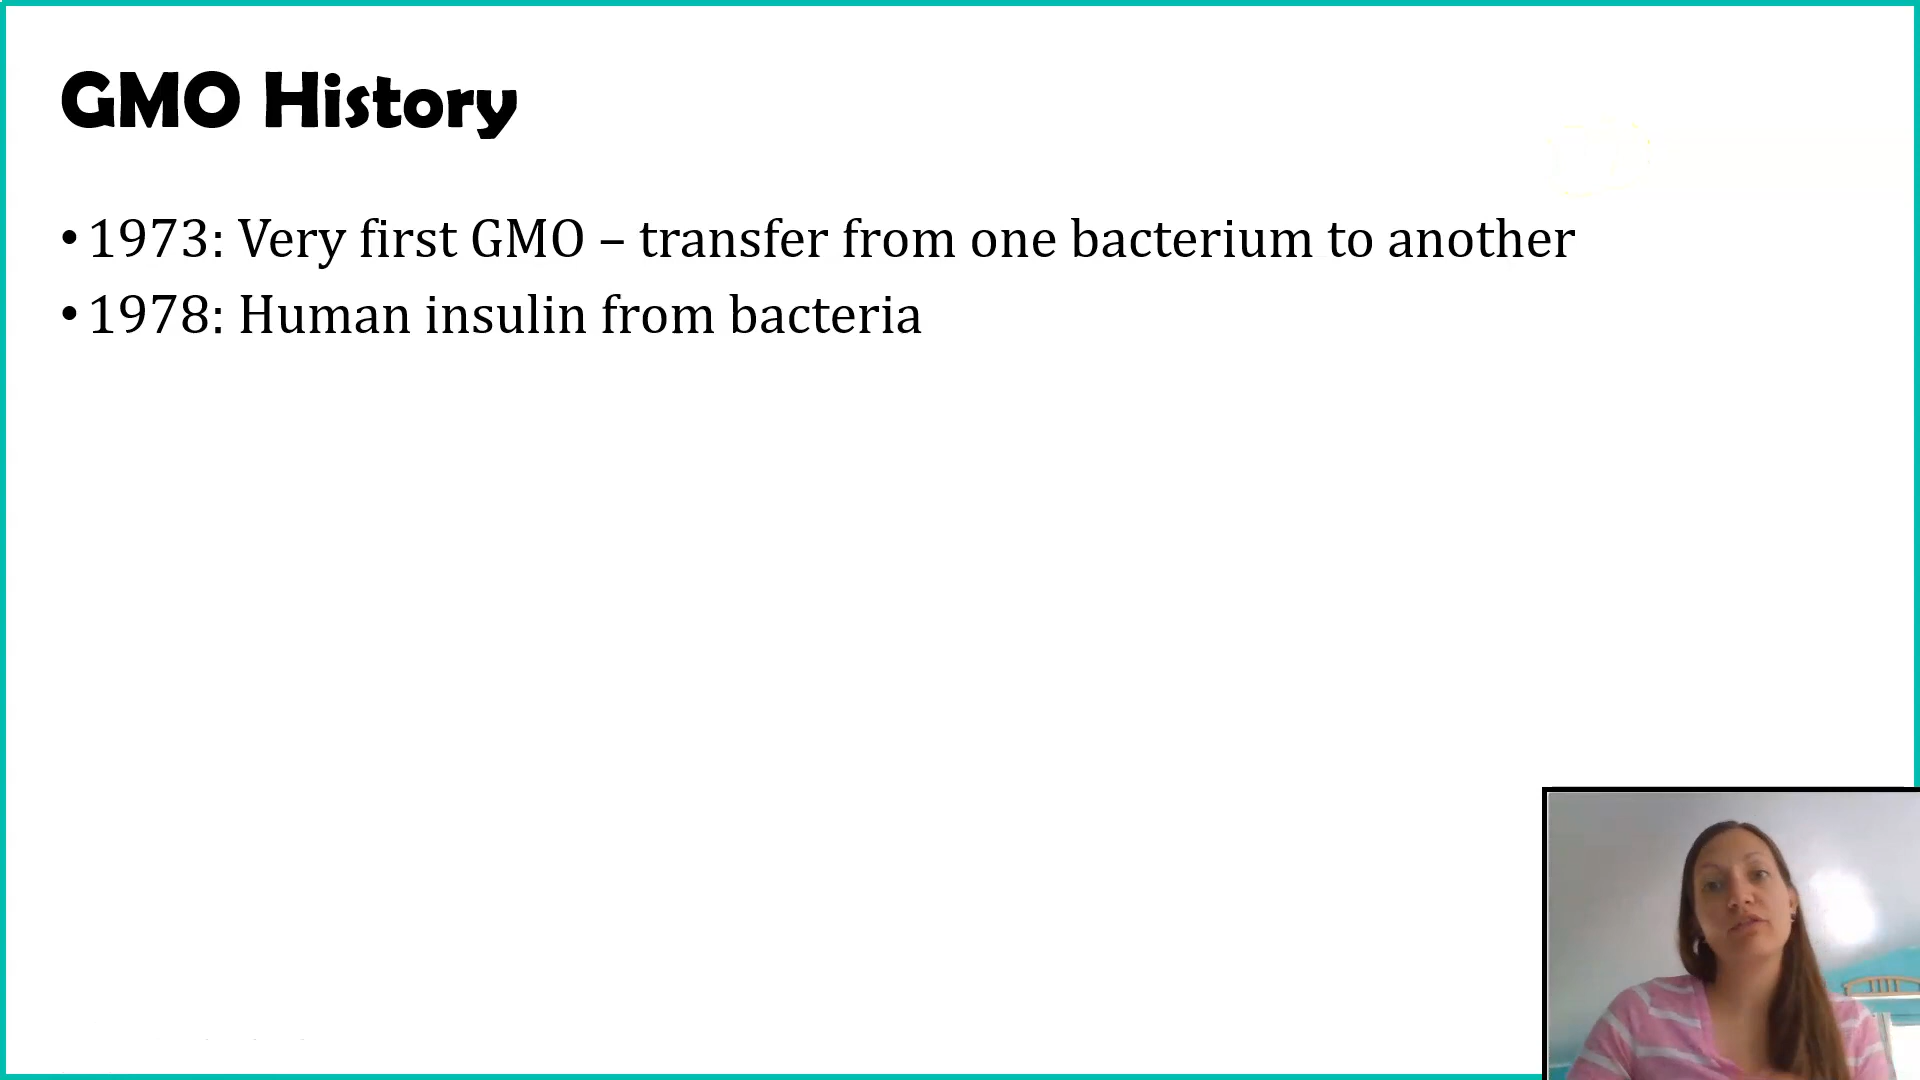 GMO History
• 1973: Very first GMO – transfer from one bacterium to another
• 1978: Human insulin from bacteria